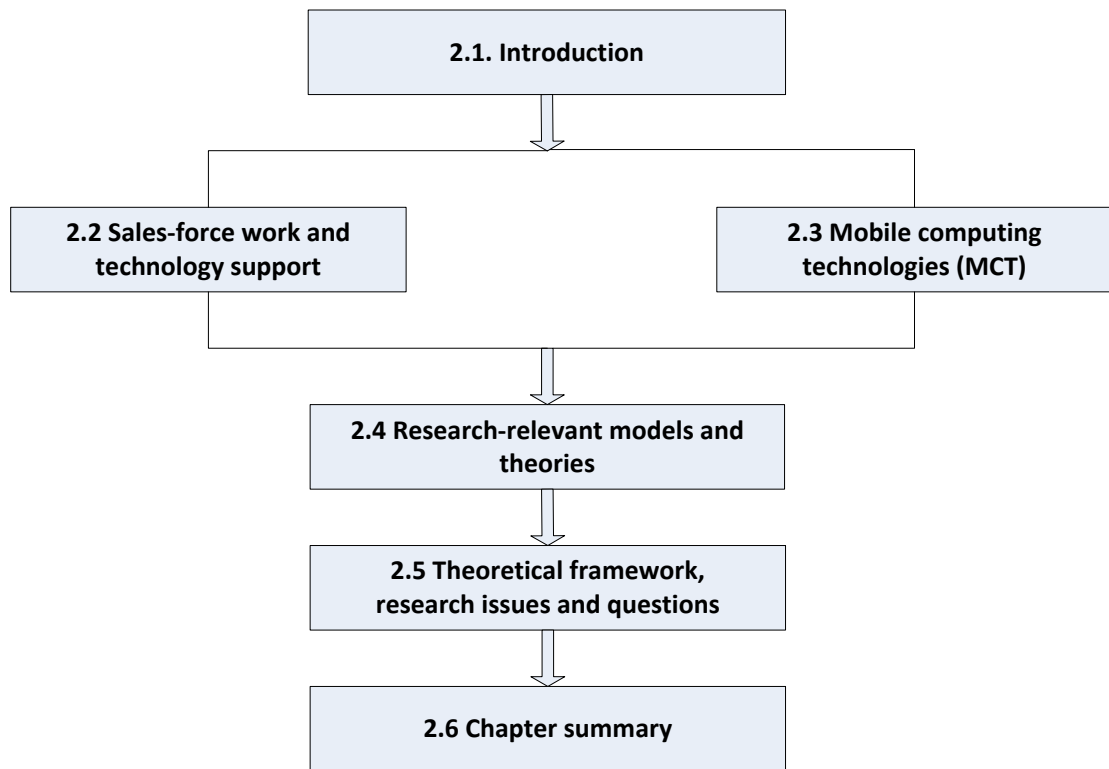 2.1. Introduction
2.2 Sales-force work and
technology support
2.3 Mobile computing
technologies (MCT)
2.4 Research-relevant models and
theories
2.5 Theoretical framework,
research issues and questions
2.6 Chapter summary